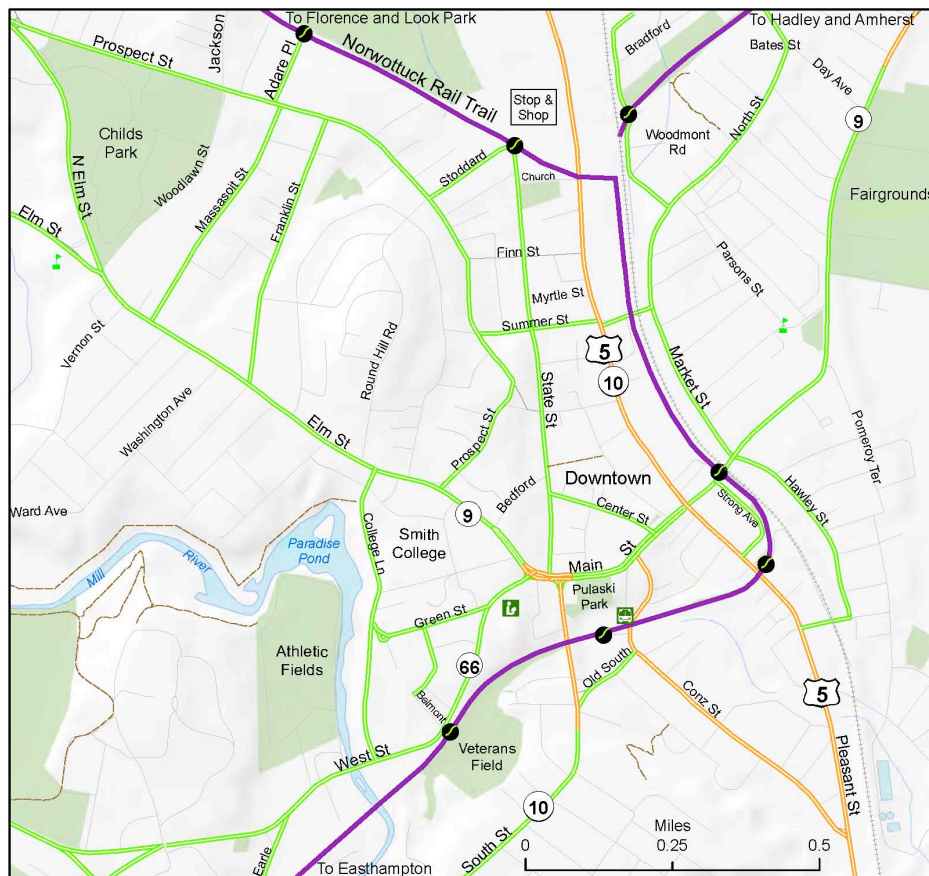 To Florence and Look Park
To Hadley and Amherst
Prospect St
Jackson
Adare Pl
Norwottuck Rail Trail
Bradford
Bates St
Day Ave
9
Stop &
Shop
Woodmont
Rd
North St
Childs
Park
Woodlawn St
Massasoit St
Franklin St
Stoddard
Church
Fairgrounds
N Elm St
Elm St
Finn St
Parsons St
Myrtle St
Summer St
Vernon St
Round Hill Rd
5
10
Market St
State St
Washington Ave
Elm St
Prospect St
Pomeroy Ter
Bedford
Downtown
Strong Ave
Hawley St
Ward Ave
9
Center St
College Ln
Smith
College
Paradise
Pond
Mill
River
Main
St
Pulaski
Park
Green St
Athletic
Fields
66
Old South
Belmont
Conz St
5
West St
Veterans
Field
Pleasant St
10
South St
Miles
0
0.25
0.5
Earle
To Easthampton